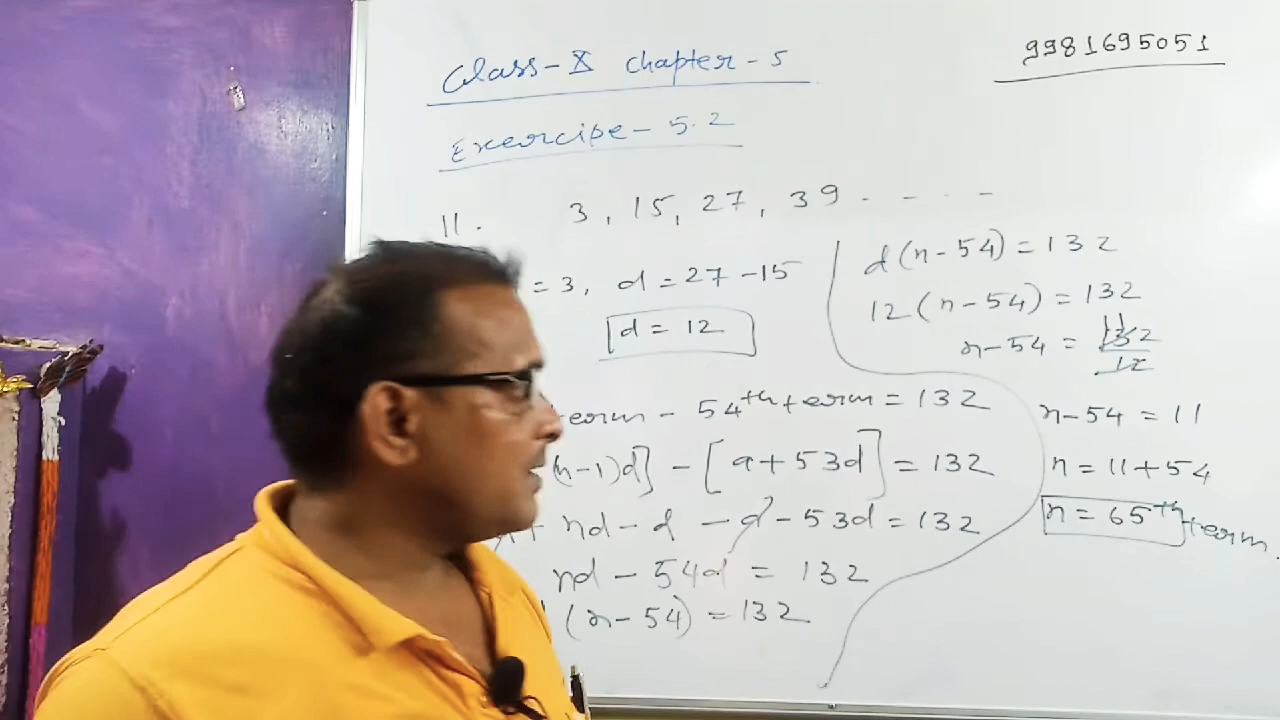 Class-X chapter-5
9981695051
Exercise-5.2
11. 3, 15, 27, 39 - - - -
= 3, d = 27 - 15
d = 12
erm - 54th term = 132
(n-1)d] - [a+53d] = 132
+ nd - d - a - 53d = 132
nd - 54d = 132
(n-54) = 132
d(n-54) = 132
12(n-54) = 132
n-54 = 132/12
11
n-54 = 11
n = 11+54
n = 65th term